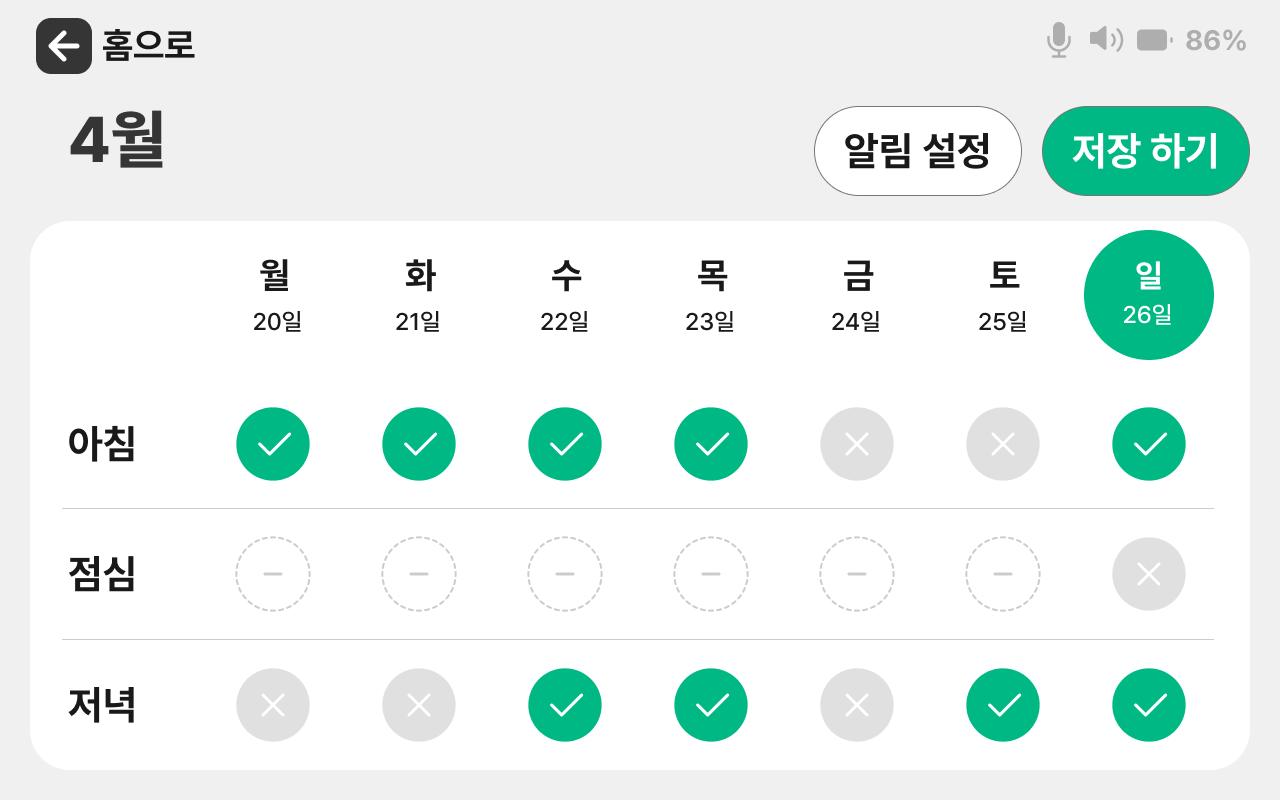 홈으로
86%
4월
알림 설정
저장 하기
월 화 수 목 금 토 일
20일 21일 22일 23일 24일 25일 26일
아침
점심
저녁